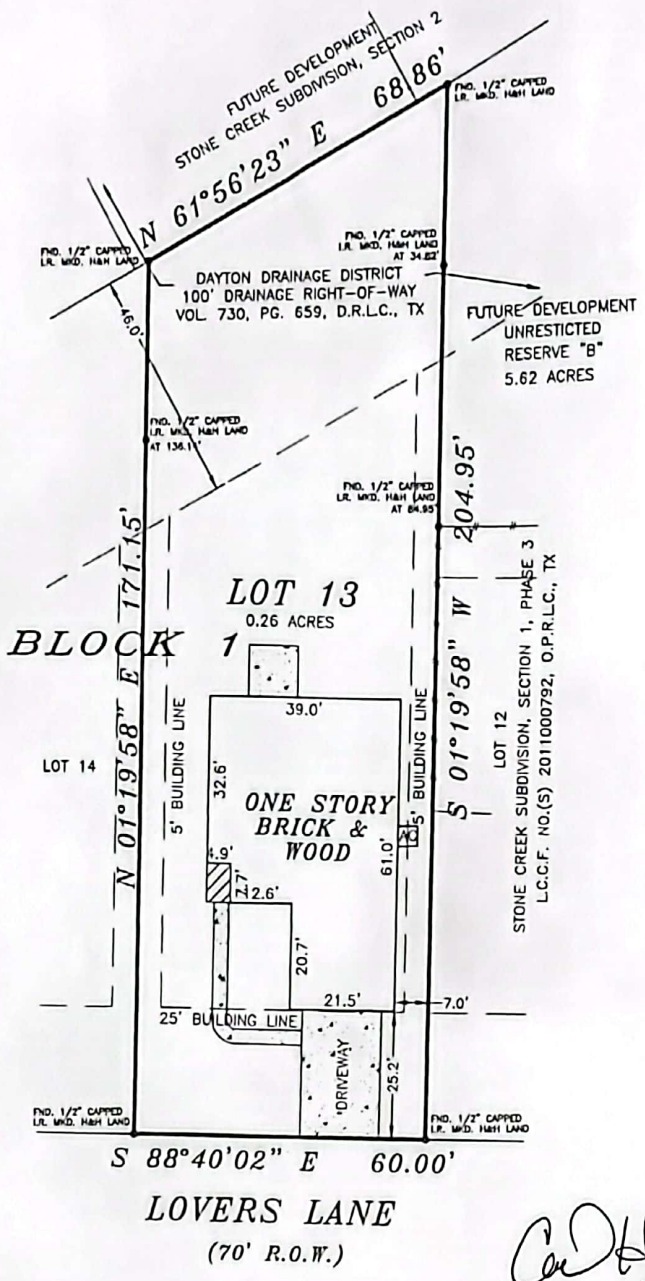 FUTURE DEVELOPMENT
STONE CREEK SUBDIVISION, SECTION 2
N 61°56'23" E 68.86'
FND. 1/2" CAPPED
I.R. MKD. H&H LAND
FND. 1/2" CAPPED
I.R. MKD. H&H LAND
FND. 1/2" CAPPED
I.R. MKD. H&H LAND
AT 34.82'
DAYTON DRAINAGE DISTRICT
100' DRAINAGE RIGHT-OF-WAY
VOL. 730, PG. 659, D.R.L.C., TX
FUTURE DEVELOPMENT
UNRESTICTED
RESERVE "B"
5.62 ACRES
46.0'
FND. 1/2" CAPPED
I.R. MKD. H&H LAND
AT 136.11'
FND. 1/2" CAPPED
I.R. MKD. H&H LAND
AT 84.95'
N 01°19'58" E 171.15'
S 01°19'58" W 204.95'
LOT 13
0.26 ACRES
BLOCK 1
LOT 14
5' BUILDING LINE
5' BUILDING LINE
LOT 12
STONE CREEK SUBDIVISION, SECTION 1, PHASE 3
L.C.C.F. NO.(S) 2011000792, O.P.R.L.C., TX
39.0'
32.6'
ONE STORY
BRICK &
WOOD
61.0'
AC
4.9'
7.7'
12.6'
20.7'
21.5'
7.0'
25' BUILDING LINE
DRIVEWAY
25.2'
FND. 1/2" CAPPED
I.R. MKD. H&H LAND
FND. 1/2" CAPPED
I.R. MKD. H&H LAND
S 88°40'02" E 60.00'
LOVERS LANE
(70' R.O.W.)